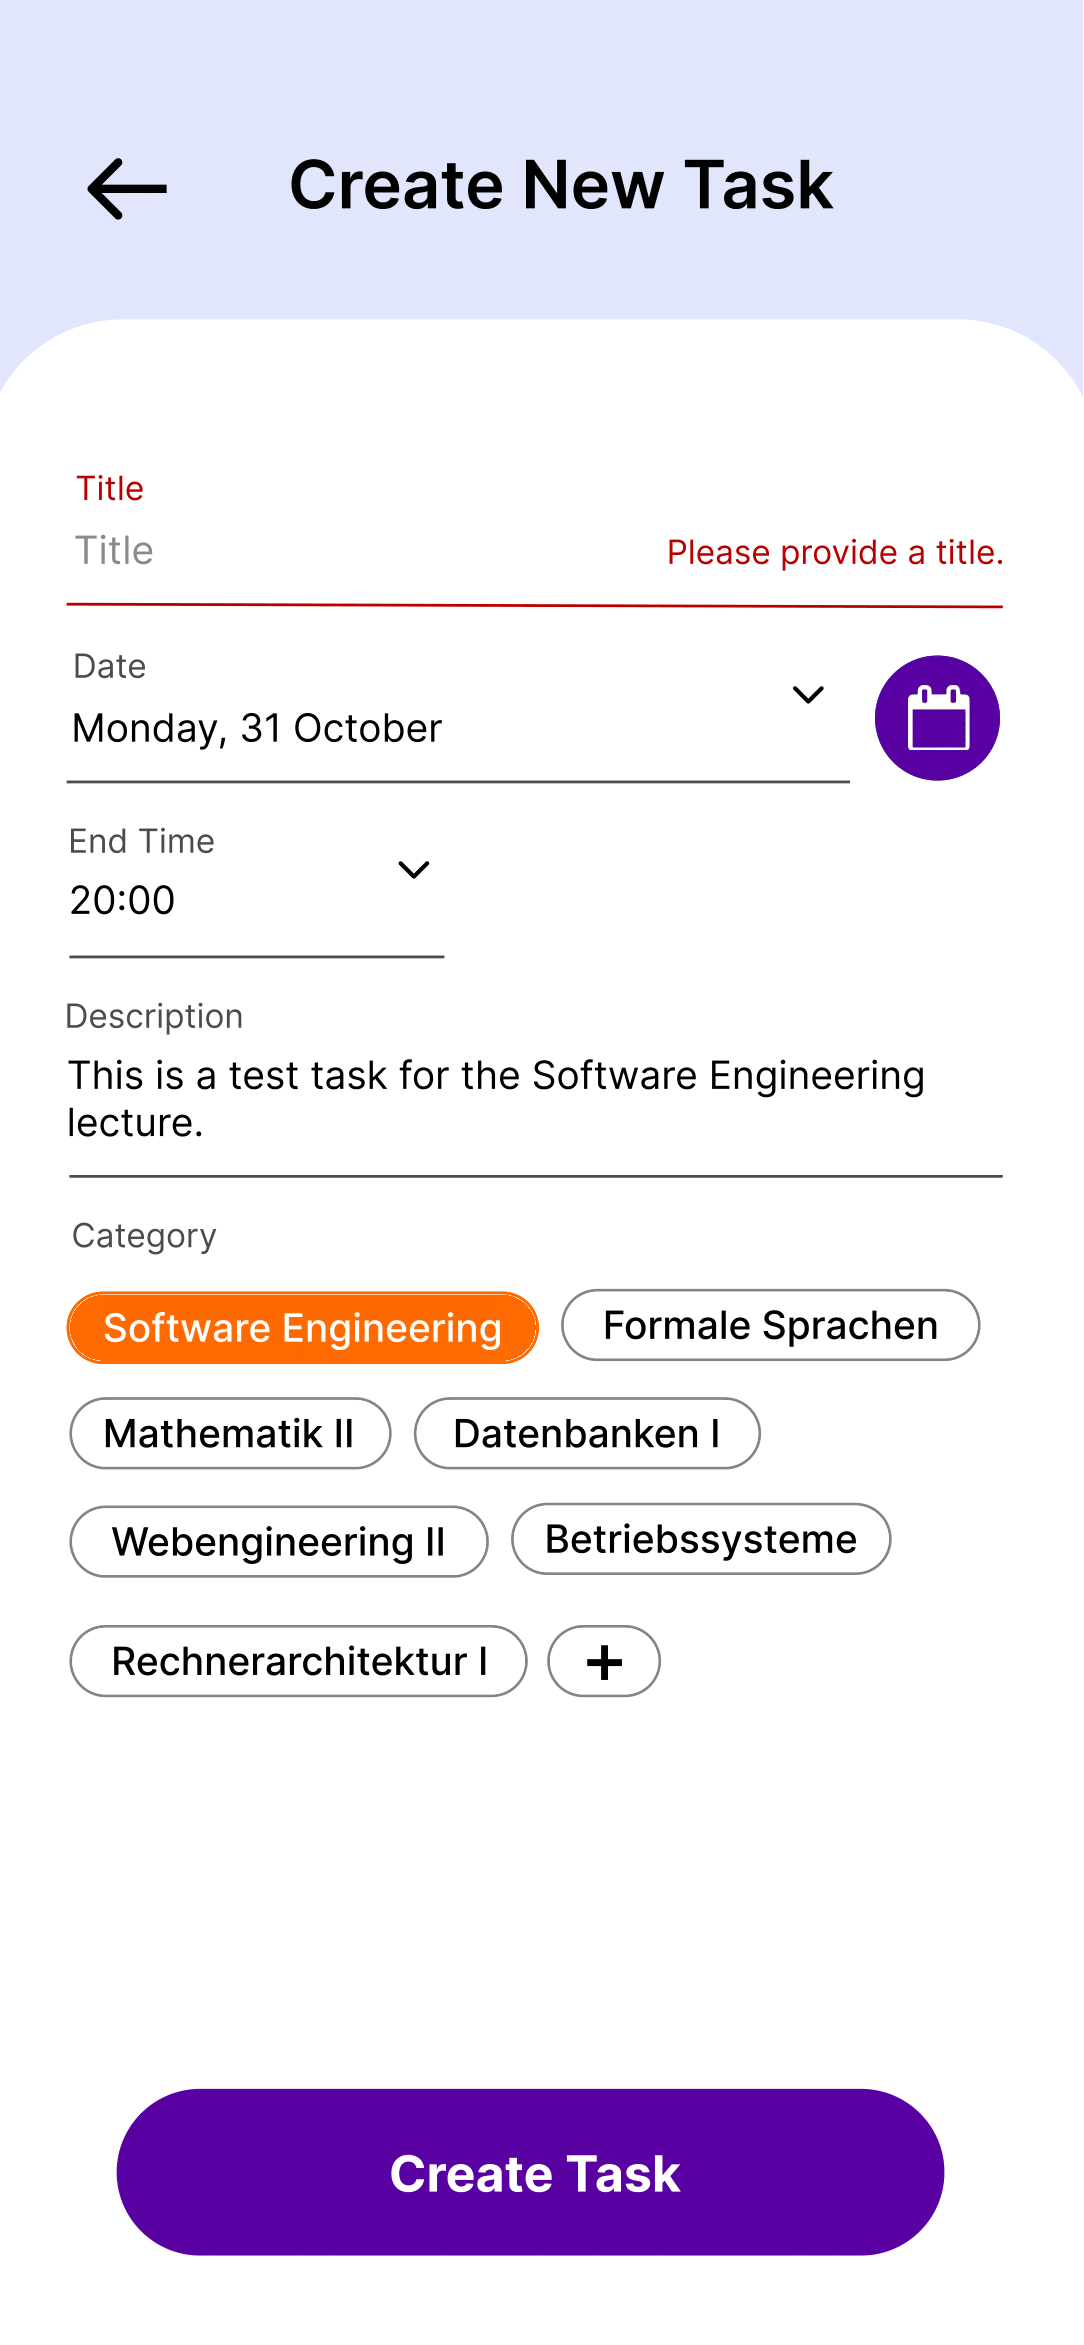 Create New Task
Title
Title
Please provide a title.
Date
Monday, 31 October
End Time
20:00
Description
This is a test task for the Software Engineering
lecture.
Category
Software Engineering
Formale Sprachen
Mathematik II
Datenbanken I
Webengineering II
Betriebssysteme
Rechnerarchitektur I
+
Create Task